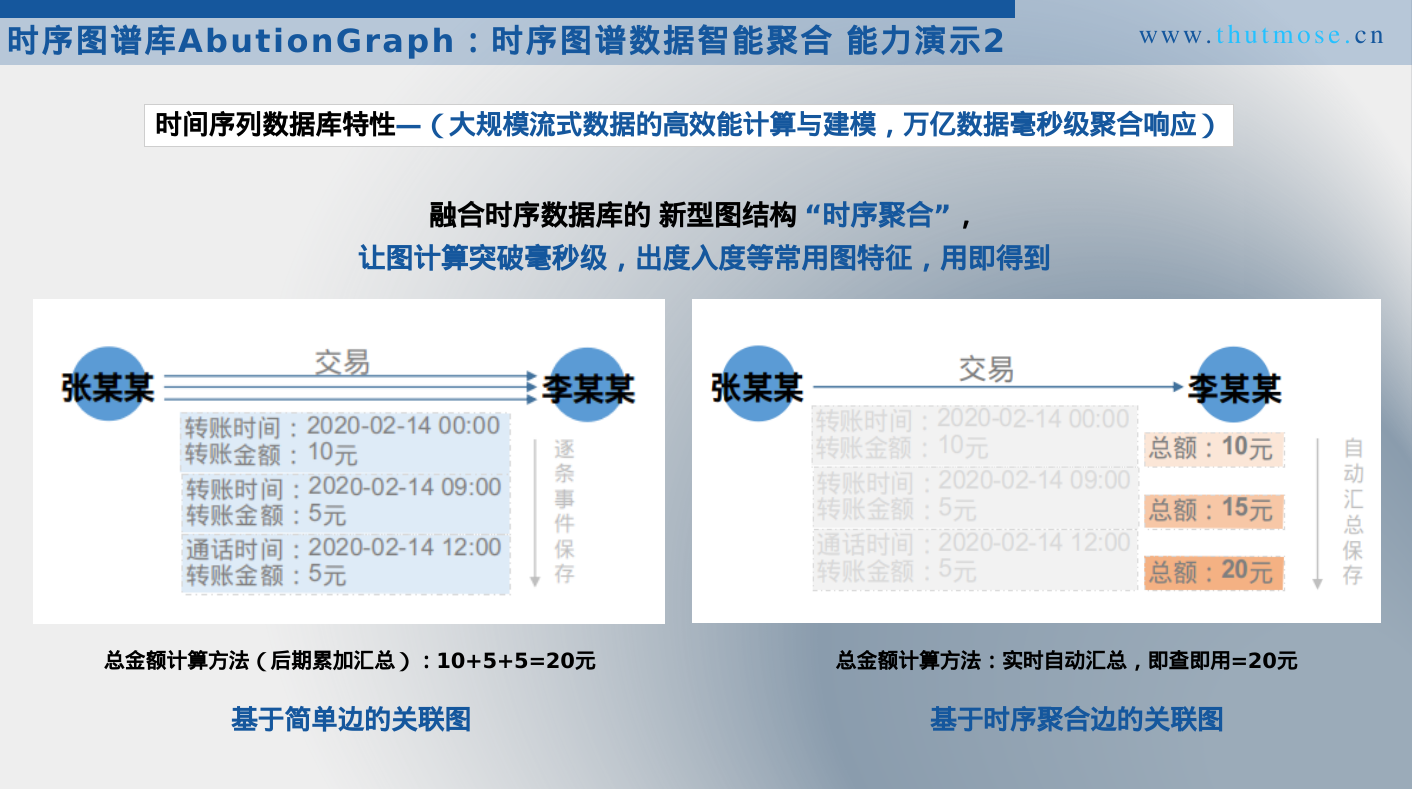 时序图谱库AbutionGraph：时序图谱数据智能聚合 能力演示2
www.thutmose.cn
时间序列数据库特性—（大规模流式数据的高效能计算与建模，万亿数据毫秒级聚合响应）
融合时序数据库的 新型图结构 “时序聚合”，
让图计算突破毫秒级，出度入度等常用图特征，用即得到
交易
张某某
李某某
转账时间：2020-02-14 00:00
转账金额：10元
转账时间：2020-02-14 09:00
转账金额：5元
通话时间：2020-02-14 12:00
转账金额：5元
逐条事件保存
交易
张某某
李某某
转账时间：2020-02-14 00:00
转账金额：10元
转账时间：2020-02-14 09:00
转账金额：5元
通话时间：2020-02-14 12:00
转账金额：5元
总额：10元
总额：15元
总额：20元
自动汇总保存
总金额计算方法（后期累加汇总）：10+5+5=20元
总金额计算方法：实时自动汇总，即查即用=20元
基于简单边的关联图
基于时序聚合边的关联图